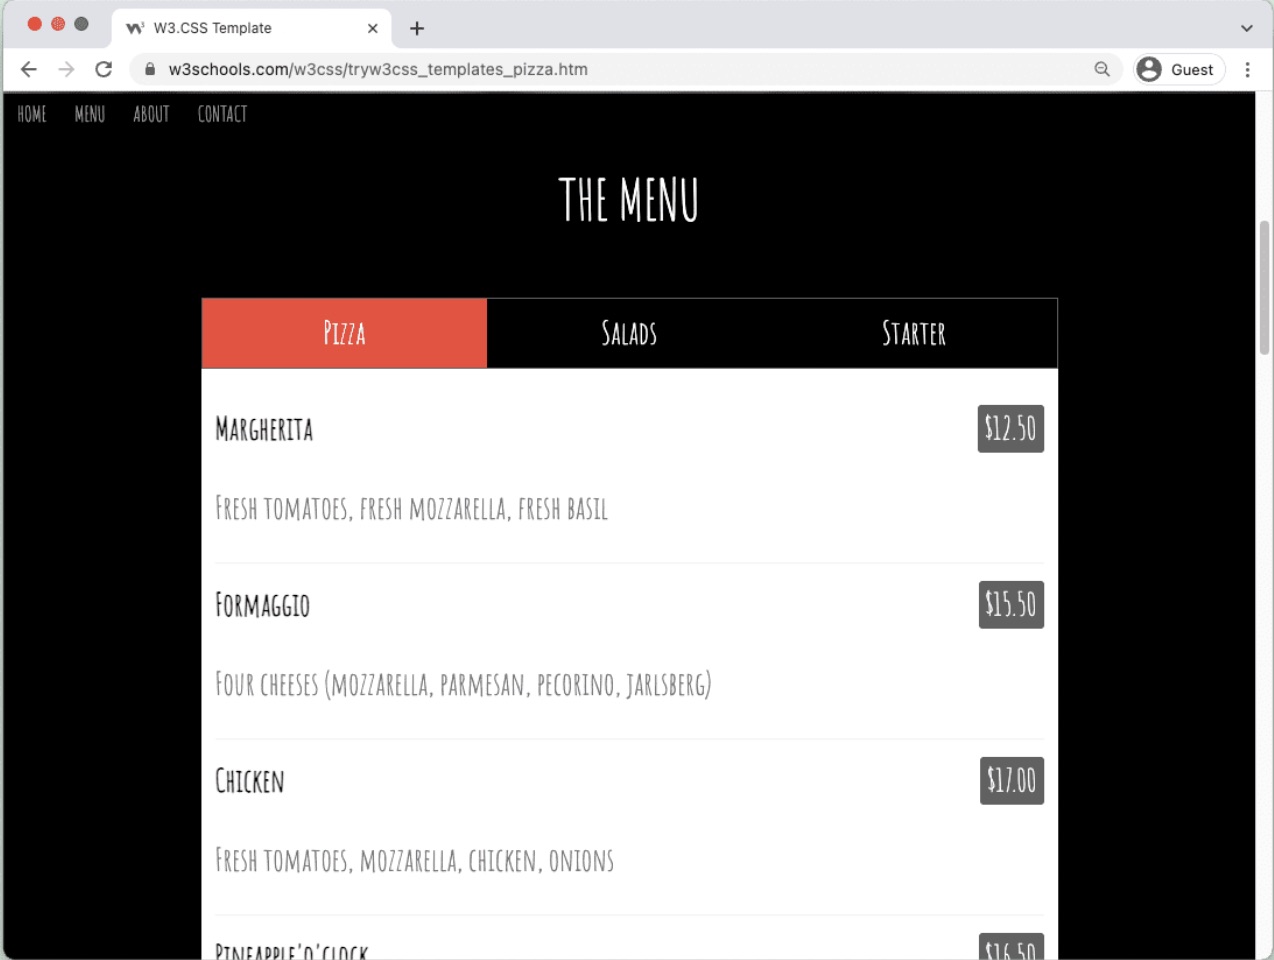 W3.CSS Template
w3schools.com/w3css/tryw3css_templates_pizza.htm
Guest
HOME MENU ABOUT CONTACT
THE MENU
Pizza Salads Starter
Margherita $12.50
Fresh tomatoes, fresh mozzarella, fresh basil
Formaggio $15.50
Four cheeses (mozzarella, parmesan, pecorino, jarlsberg)
Chicken $17.00
Fresh tomatoes, mozzarella, chicken, onions
Pineapple'o'clock $16.50